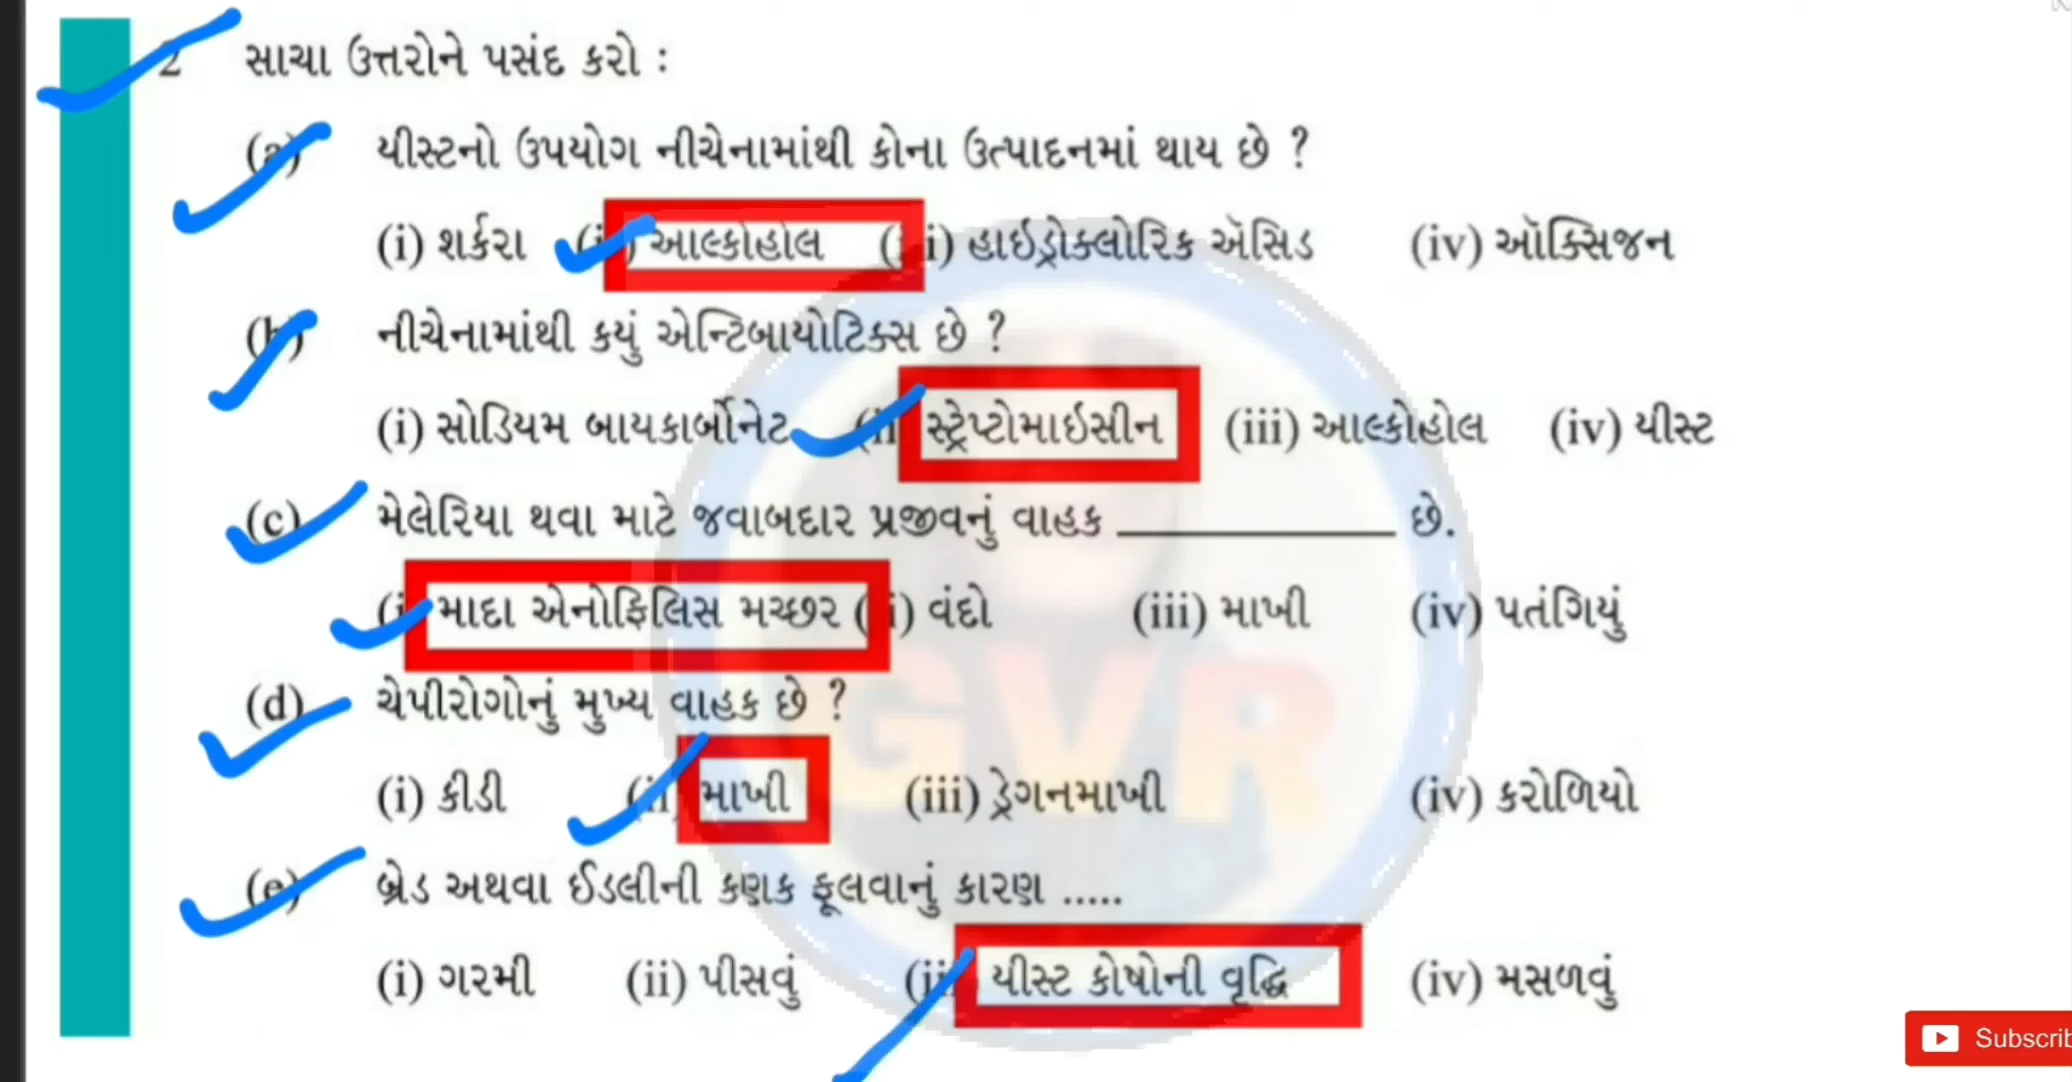 2 સાચા ઉત્તરોને પસંદ કરો :
(a) યીસ્ટનો ઉપયોગ નીચેનામાંથી કોના ઉત્પાદનમાં થાય છે ?
(i) શર્કરા (ii) આલ્કોહોલ (iii) હાઇડ્રોક્લોરિક ઍસિડ (iv) ઑક્સિજન
(b) નીચેનામાંથી કયું એન્ટિબાયોટિક્સ છે ?
(i) સોડિયમ બાયકાર્બોનેટ (ii) સ્ટ્રેપ્ટોમાઇસીન (iii) આલ્કોહોલ (iv) યીસ્ટ
(c) મેલેરિયા થવા માટે જવાબદાર પ્રજીવનું વાહક ____________ છે.
(i) માદા એનોફિલિસ મચ્છર (ii) વંદો (iii) માખી (iv) પતંગિયું
(d) ચેપીરોગોનું મુખ્ય વાહક છે ?
(i) કીડી (ii) માખી (iii) ડ્રેગનમાખી (iv) કરોળિયો
(e) બ્રેડ અથવા ઈડલીની કણક ફૂલવાનું કારણ .....
(i) ગરમી (ii) પીસવું (iii) યીસ્ટ કોષોની વૃદ્ધિ (iv) મસળવું
GVR